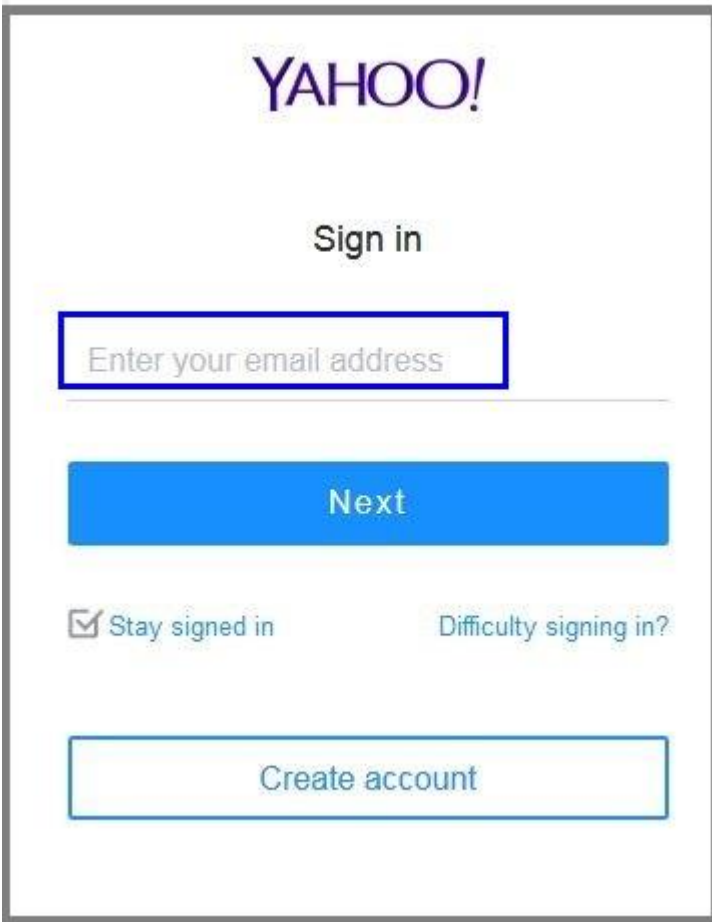 YAHOO!
Sign in
Enter your email address
Next
Stay signed in Difficulty signing in?
Create account